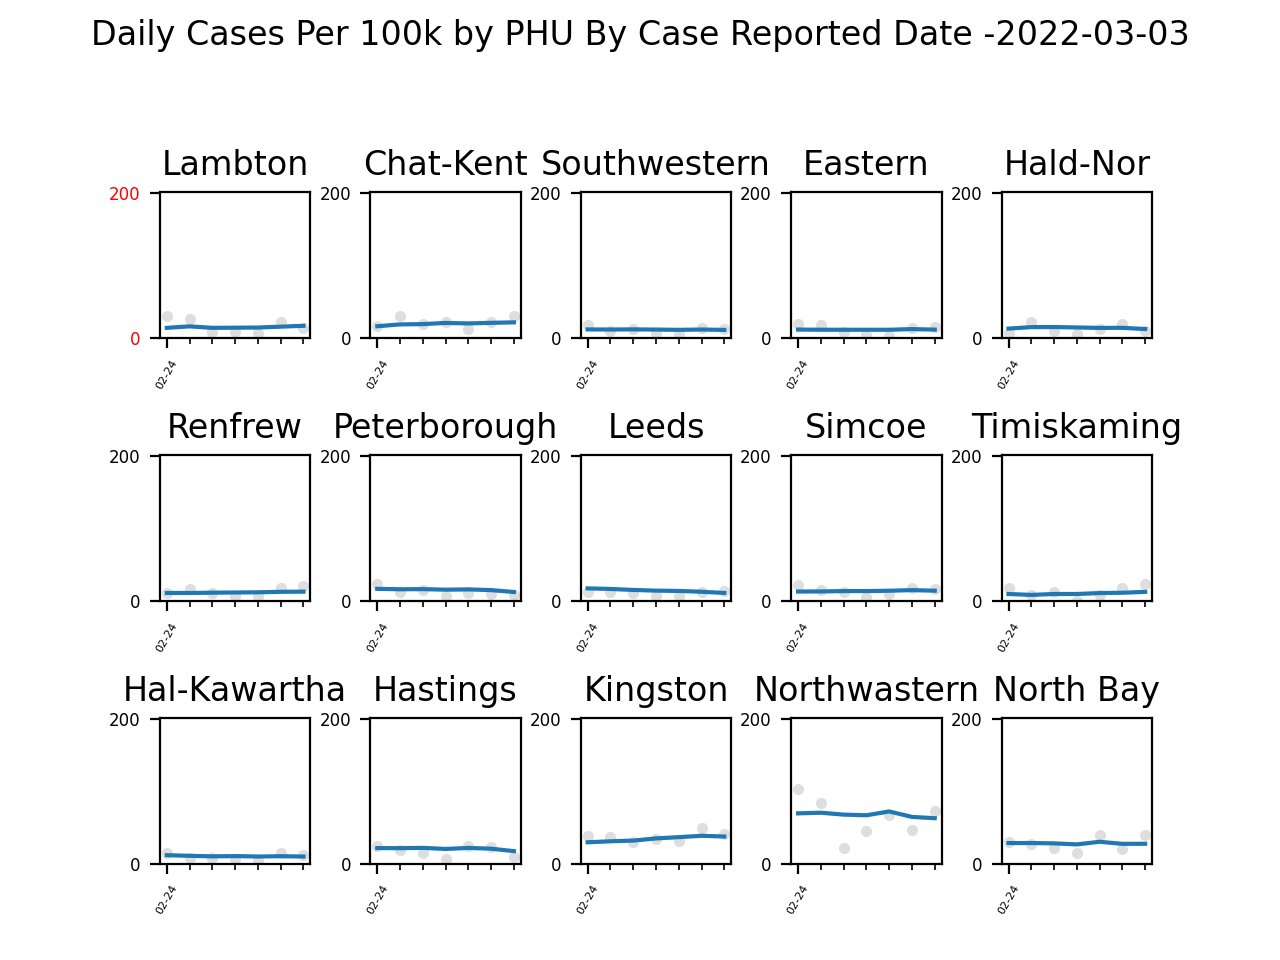 Daily Cases Per 100k by PHU By Case Reported Date -2022-03-03
Lambton Chat-Kent Southwestern Eastern Hald-Nor
200 200 200 200 200
0 0 0 0 0
02-24 02-24 02-24 02-24 02-24
Renfrew Peterborough Leeds Simcoe Timiskaming
200 200 200 200 200
0 0 0 0 0
02-24 02-24 02-24 02-24 02-24
Hal-Kawartha Hastings Kingston Northwastern North Bay
200 200 200 200 200
0 0 0 0 0
02-24 02-24 02-24 02-24 02-24